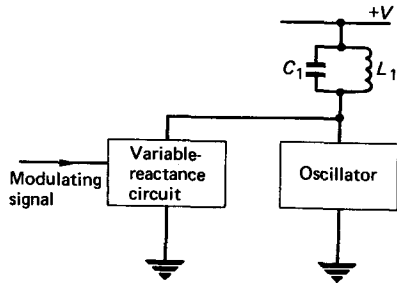 +V
C₁ L₁
Variable-
reactance
circuit
Oscillator
Modulating
signal